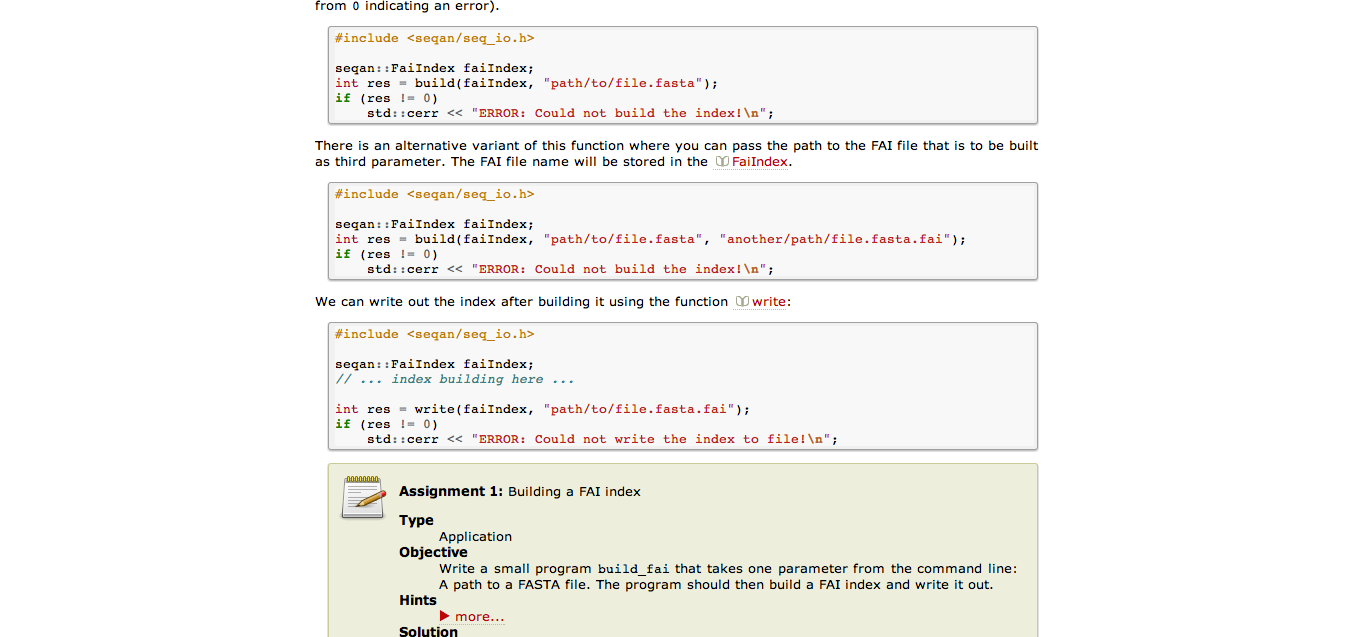 from 0 indicating an error).
#include <seqan/seq_io.h>
seqan::FaiIndex faiIndex;
int res = build(faiIndex, "path/to/file.fasta");
if (res != 0)
    std::cerr << "ERROR: Could not build the index!\n";
There is an alternative variant of this function where you can pass the path to the FAI file that is to be built
as third parameter. The FAI file name will be stored in the FaiIndex.
#include <seqan/seq_io.h>
seqan::FaiIndex faiIndex;
int res = build(faiIndex, "path/to/file.fasta", "another/path/file.fasta.fai");
if (res != 0)
    std::cerr << "ERROR: Could not build the index!\n";
We can write out the index after building it using the function write:
#include <seqan/seq_io.h>
seqan::FaiIndex faiIndex;
// ... index building here ...
int res = write(faiIndex, "path/to/file.fasta.fai");
if (res != 0)
    std::cerr << "ERROR: Could not write the index to file!\n";
Assignment 1: Building a FAI index
Type
Application
Objective
Write a small program build_fai that takes one parameter from the command line:
A path to a FASTA file. The program should then build a FAI index and write it out.
Hints
more...
Solution